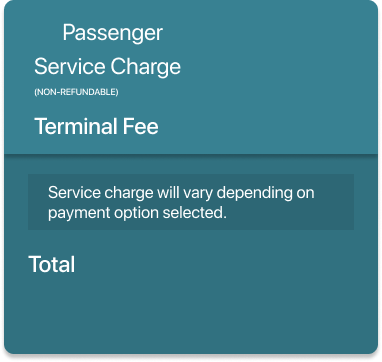 Passenger
Service Charge
(NON-REFUNDABLE)
Terminal Fee
Service charge will vary depending on
payment option selected.
Total